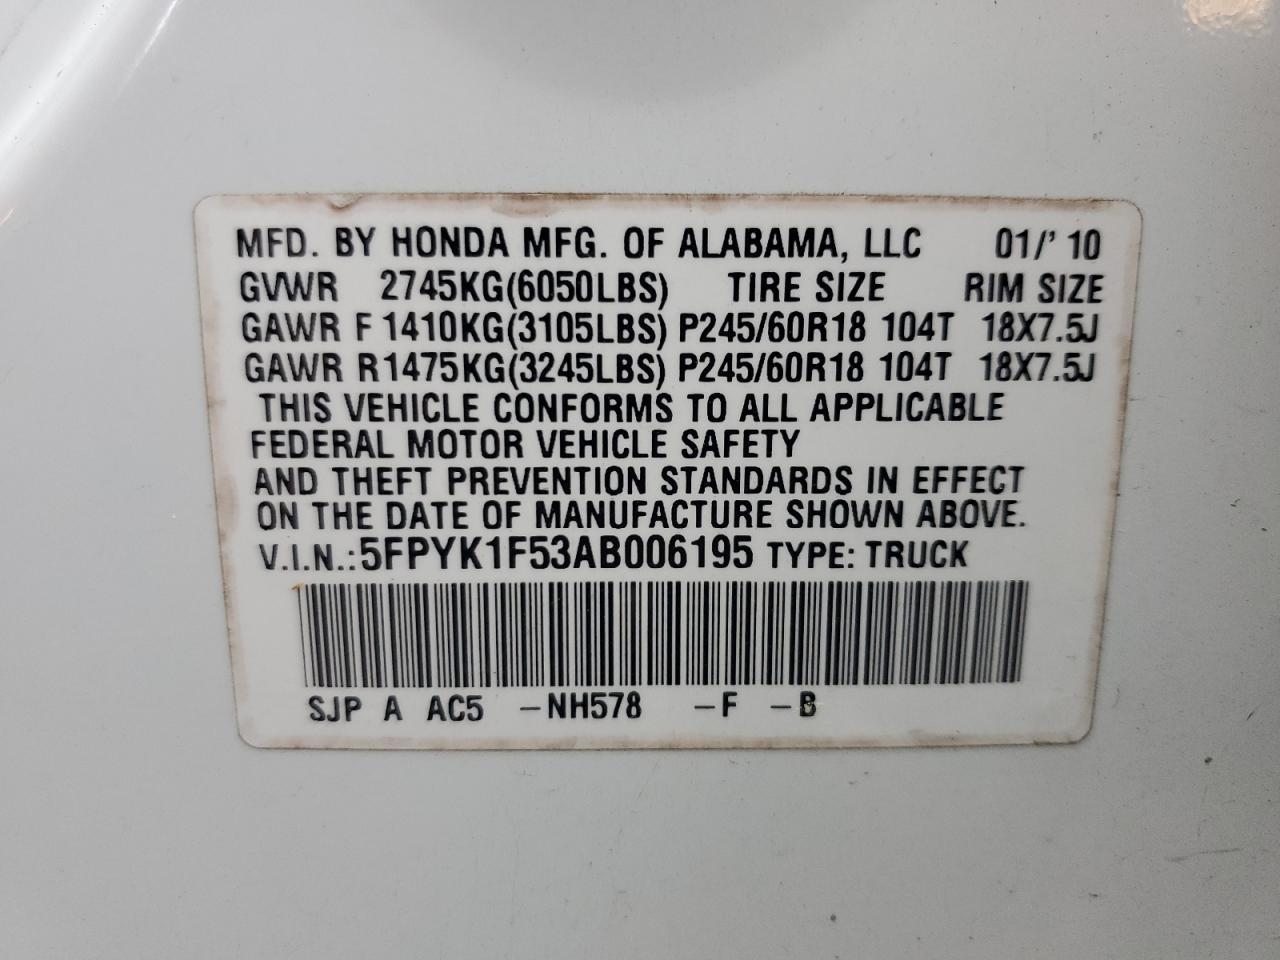 MFD. BY HONDA MFG. OF ALABAMA, LLC 01/' 10
GVWR 2745KG(6050LBS) TIRE SIZE RIM SIZE
GAWR F 1410KG(3105LBS) P245/60R18 104T 18X7.5J
GAWR R1475KG(3245LBS) P245/60R18 104T 18X7.5J
THIS VEHICLE CONFORMS TO ALL APPLICABLE
FEDERAL MOTOR VEHICLE SAFETY
AND THEFT PREVENTION STANDARDS IN EFFECT
ON THE DATE OF MANUFACTURE SHOWN ABOVE.
V.I.N.:5FPYK1F53AB006195 TYPE: TRUCK
SJP A AC5 -NH578 -F -B